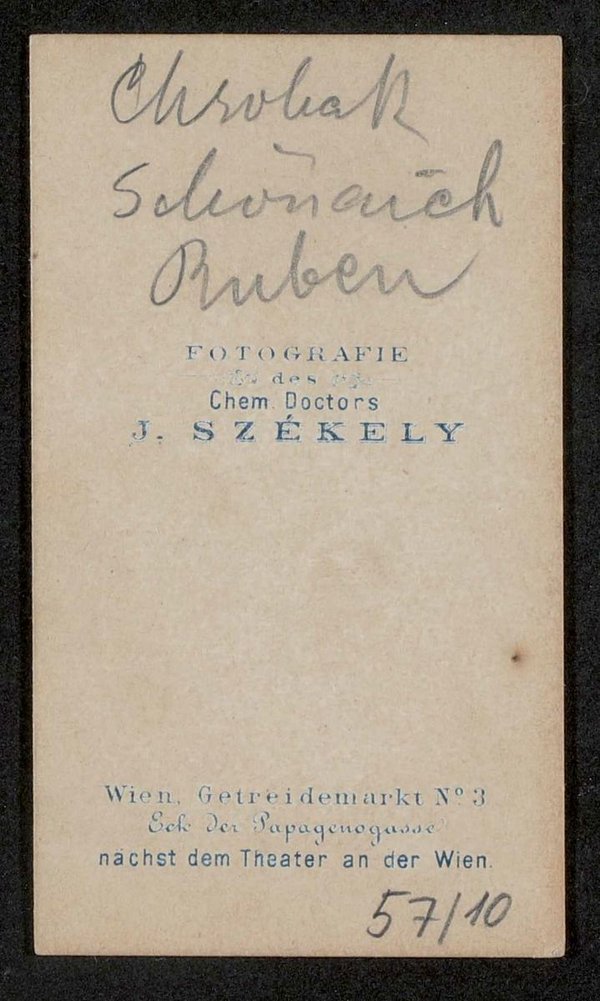 Chrobak
Schönaich
Ruben
FOTOGRAFIE
des
Chem. Doctors
J. SZÉKELY
Wien, Getreidemarkt Nº 3
Eck der Papagenogasse
nächst dem Theater an der Wien.
57/10